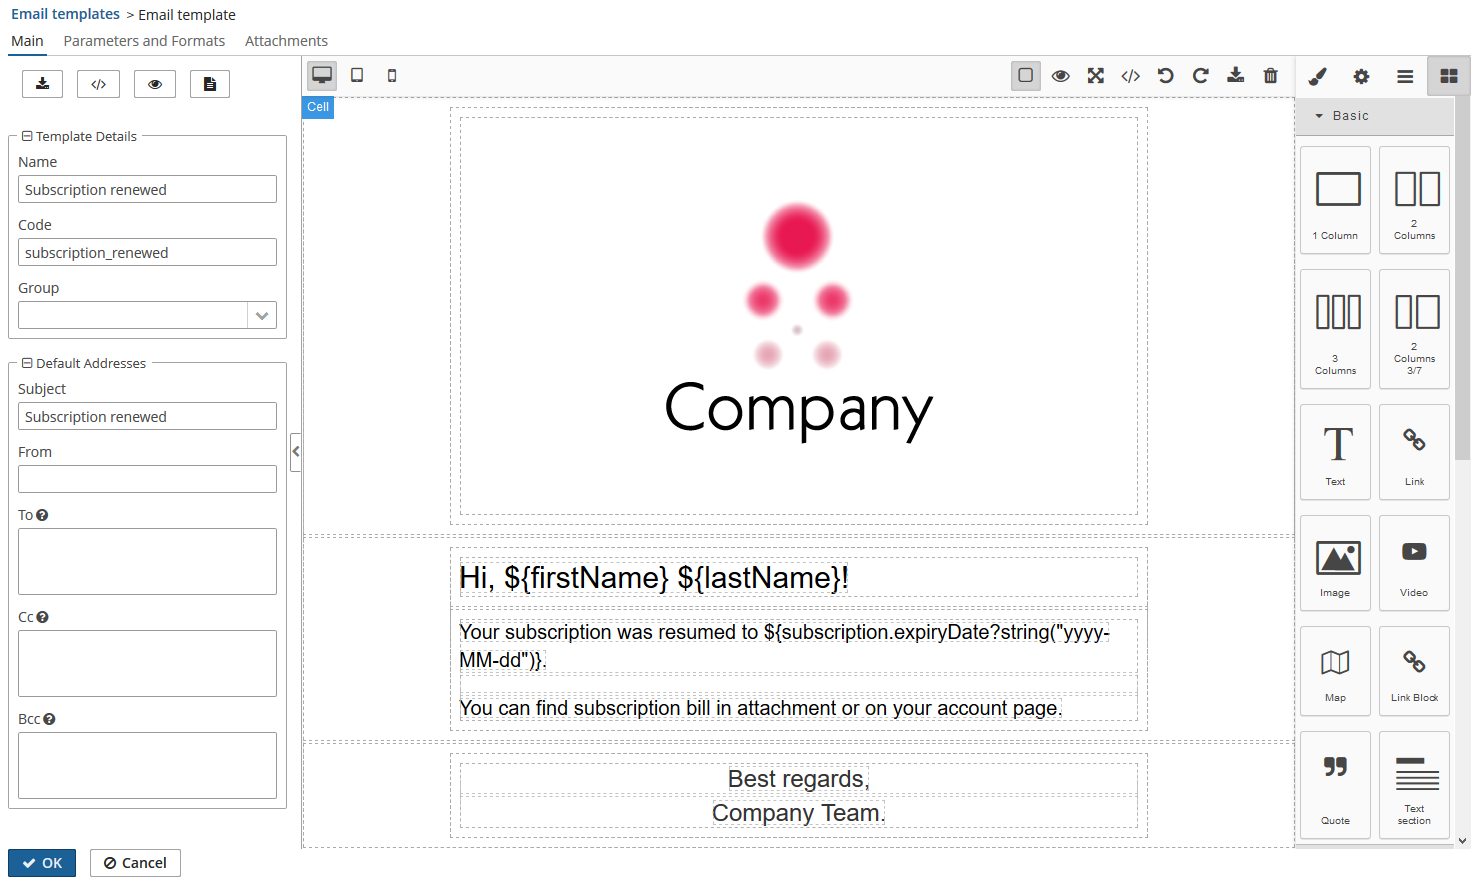 Email templates > Email template
Main Parameters and Formats Attachments
Template Details
Name
Subscription renewed
Code
subscription_renewed
Group
Default Addresses
Subject
Subscription renewed
From
To
Cc
Bcc
OK Cancel
Cell
Company
Hi, ${firstName} ${lastName}!
Your subscription was resumed to ${subscription.expiryDate?string("yyyy-
MM-dd")}.
You can find subscription bill in attachment or on your account page.
Best regards,
Company Team.
Basic
1 Column
2
Columns
3
Columns
2
Columns
3/7
Text
Link
Image
Video
Map
Link Block
Quote
Text
section